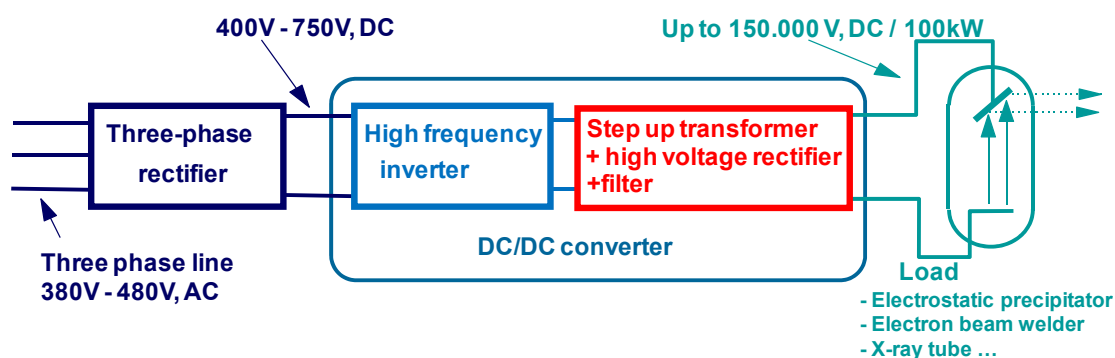 400V - 750V, DC
Up to 150.000 V, DC / 100kW
Three-phase
rectifier
High frequency
inverter
Step up transformer
+ high voltage rectifier
+filter
DC/DC converter
Three phase line
380V - 480V, AC
Load
- Electrostatic precipitator
- Electron beam welder
- X-ray tube ...